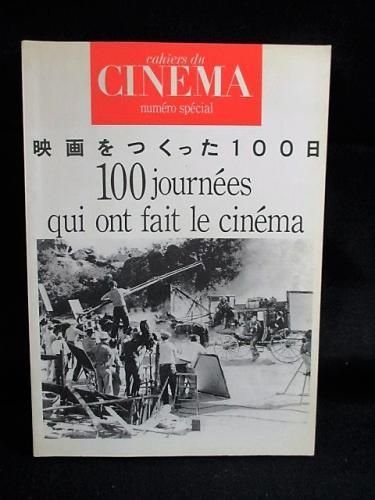 cahiers du
CINEMA
numéro spécial
映画をつくった100日
100 journées
qui ont fait le cinéma